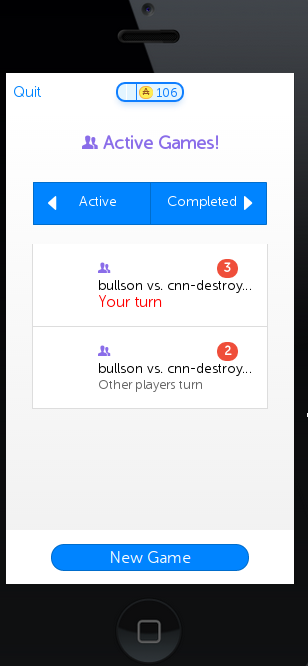 Quit
106
Active Games!
Active
Completed
3
bullson vs. cnn-destroy...
Your turn
2
bullson vs. cnn-destroy...
Other players turn
New Game